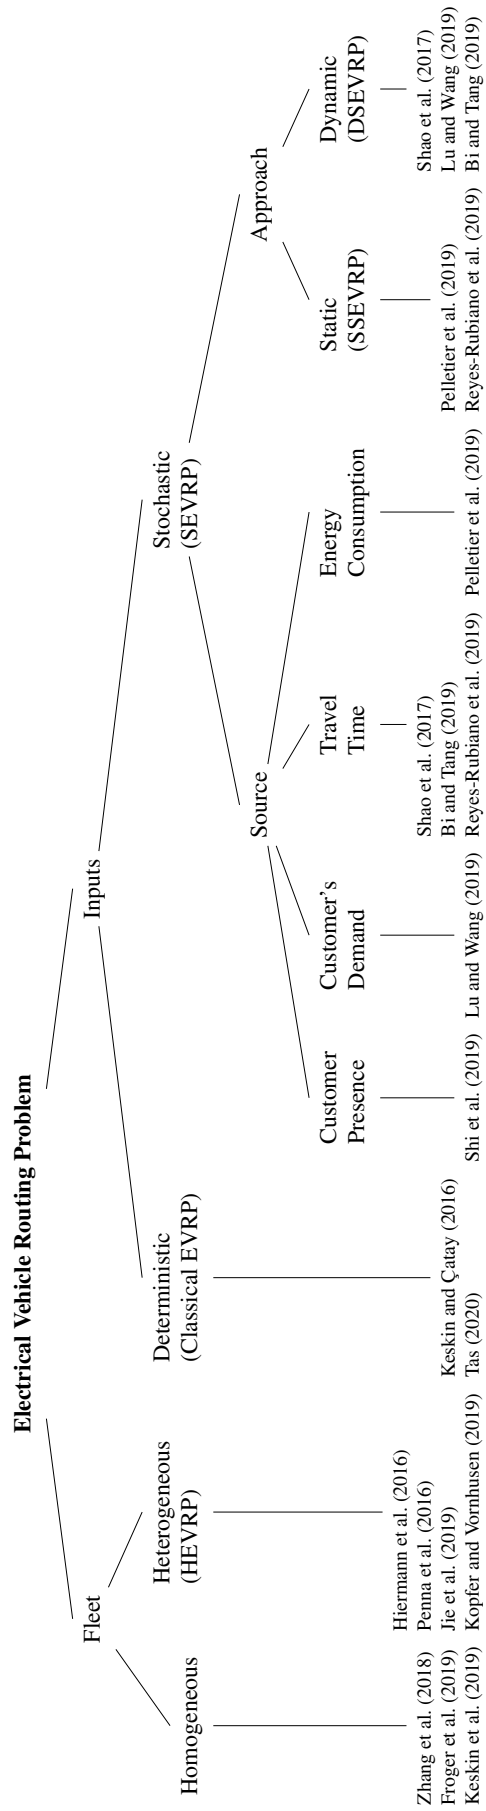 Electrical Vehicle Routing Problem
Fleet
Inputs
Homogeneous
Heterogeneous
(HEVRP)
Deterministic
(Classical EVRP)
Stochastic
(SEVRP)
Source
Approach
Customer
Presence
Customer's
Demand
Travel
Time
Energy
Consumption
Static
(SSEVRP)
Dynamic
(DSEVRP)
Zhang et al. (2018)
Froger et al. (2019)
Keskin et al. (2019)
Hiermann et al. (2016)
Penna et al. (2016)
Jie et al. (2019)
Kopfer and Vornhusen (2019)
Keskin and Çatay (2016)
Tas (2020)
Shi et al. (2019)
Lu and Wang (2019)
Shao et al. (2017)
Bi and Tang (2019)
Reyes-Rubiano et al. (2019)
Pelletier et al. (2019)
Pelletier et al. (2019)
Reyes-Rubiano et al. (2019)
Shao et al. (2017)
Lu and Wang (2019)
Bi and Tang (2019)